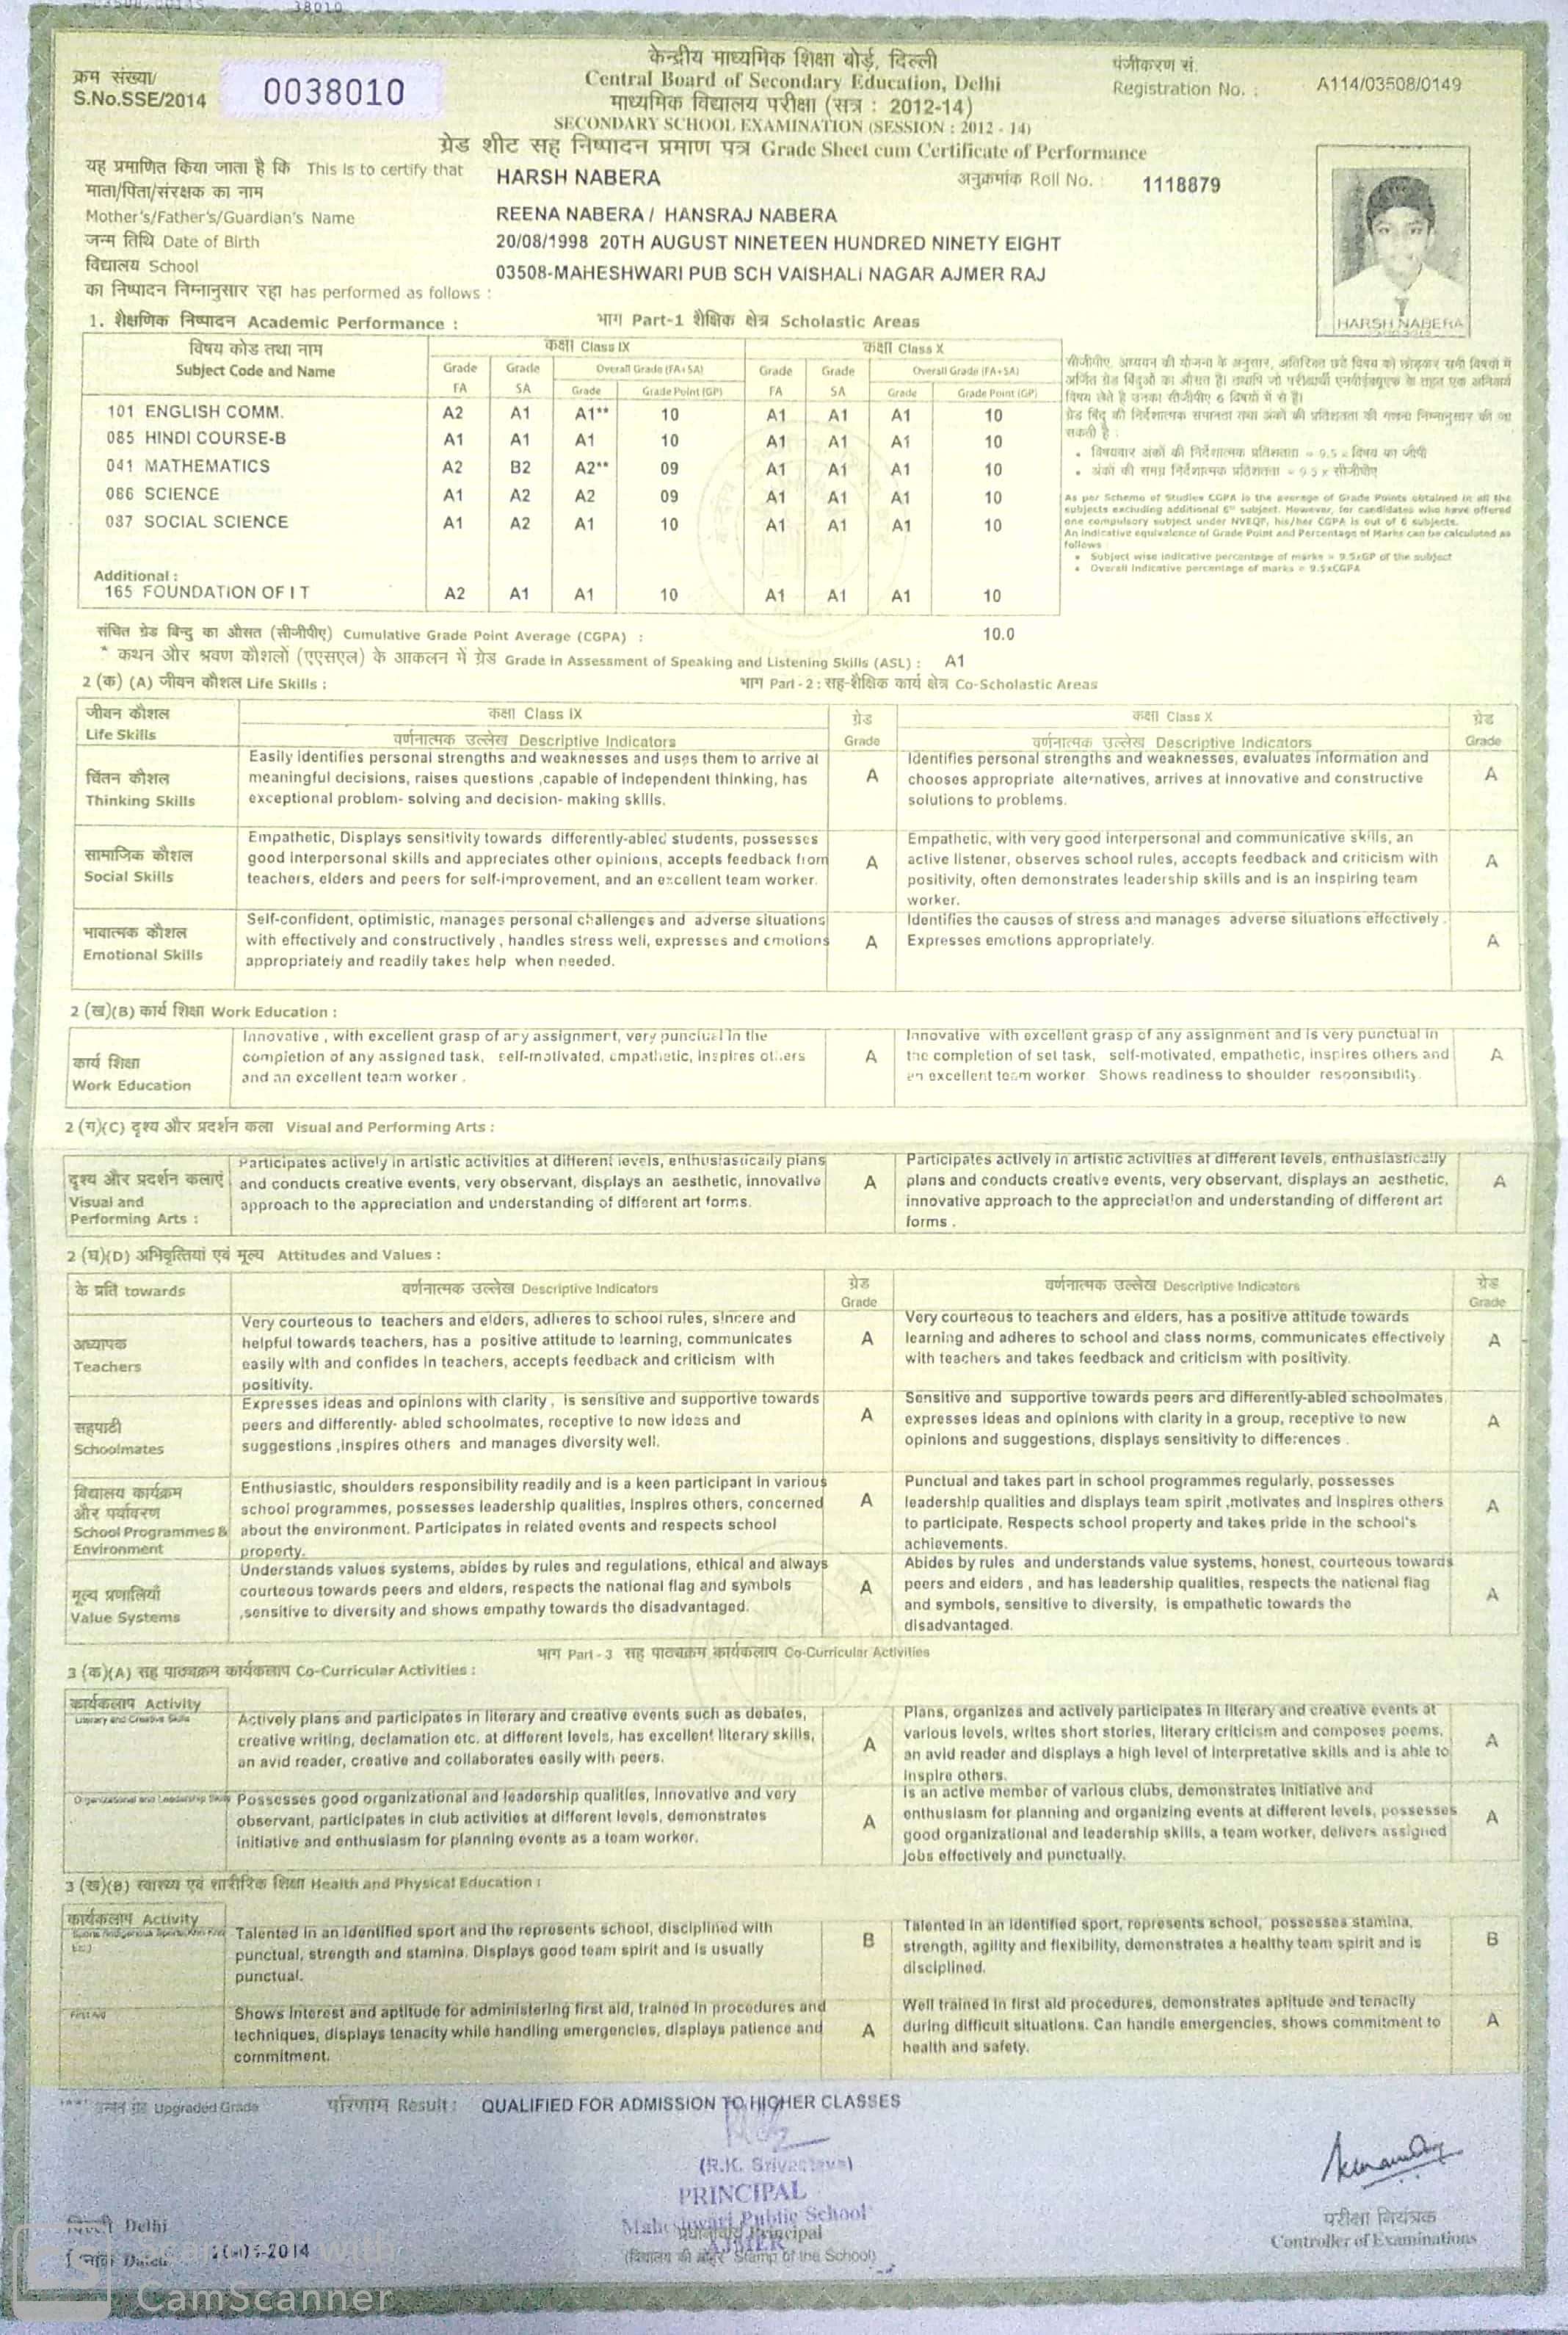 38010
क्रम संख्या/
S.No.SSE/2014
0038010
केन्द्रीय माध्यमिक शिक्षा बोर्ड, दिल्ली
Central Board of Secondary Education, Delhi
माध्यमिक विद्यालय परीक्षा (सत्र : 2012-14)
SECONDARY SCHOOL EXAMINATION (SESSION : 2012 - 14)
पंजीकरण सं.
Registration No. : A114/03508/0149
ग्रेड शीट सह निष्पादन प्रमाण पत्र Grade Sheet cum Certificate of Performance
यह प्रमाणित किया जाता है कि This is to certify that HARSH NABERA
अनुक्रमांक Roll No. : 1118879
माता/पिता/संरक्षक का नाम
Mother's/Father's/Guardian's Name REENA NABERA / HANSRAJ NABERA
जन्म तिथि Date of Birth 20/08/1998 20TH AUGUST NINETEEN HUNDRED NINETY EIGHT
विद्यालय School 03508-MAHESHWARI PUB SCH VAISHALI NAGAR AJMER RAJ
का निष्पादन निम्नानुसार रहा has performed as follows :
HARSH NABERA
1. शैक्षणिक निष्पादन Academic Performance : भाग Part-1 शैक्षिक क्षेत्र Scholastic Areas
विषय कोड तथा नाम कक्षा Class IX कक्षा Class X
Subject Code and Name Grade Grade Overall Grade (FA+SA) Grade Grade Overall Grade (FA+SA)
FA SA Grade Grade Point (GP) FA SA Grade Grade Point (GP)
101 ENGLISH COMM. A2 A1 A1** 10 A1 A1 A1 10
085 HINDI COURSE-B A1 A1 A1 10 A1 A1 A1 10
041 MATHEMATICS A2 B2 A2** 09 A1 A1 A1 10
086 SCIENCE A1 A2 A2 09 A1 A1 A1 10
087 SOCIAL SCIENCE A1 A2 A1 10 A1 A1 A1 10
Additional :
165 FOUNDATION OF I T A2 A1 A1 10 A1 A1 A1 10
सीजीपीए, अध्ययन की योजना के अनुसार, अतिरिक्त छठे विषय को छोड़कर सभी विषयों में
अर्जित ग्रेड बिंदुओं का औसत है। तथापि जो परीक्षार्थी एनवीईक्यूएफ के तहत एक अनिवार्य
विषय लेते है उनका सीजीपीए 6 विषयों में से है।
ग्रेड बिंदु की निर्देशात्मक समानता तथा अंकों की प्रतिशतता की गणना निम्नानुसार की जा
सकती है :
• विषयवार अंकों की निर्देशात्मक प्रतिशतता = 9.5 x विषय का जीपी
• अंकों की समग्र निर्देशात्मक प्रतिशतता = 9.5 x सीजीपीए
As per Scheme of Studies CGPA is the average of Grade Points obtained in all the
subjects excluding additional 6th subject. However, for candidates who have offered
one compulsory subject under NVEQF, his/her CGPA is out of 6 subjects.
An indicative equivalence of Grade Point and Percentage of Marks can be calculated as
follows :
• Subject wise indicative percentage of marks = 9.5xGP of the subject
• Overall indicative percentage of marks = 9.5xCGPA
संचित ग्रेड बिन्दु का औसत (सीजीपीए) Cumulative Grade Point Average (CGPA) : 10.0
* कथन और श्रवण कौशलों (एएसएल) के आकलन में ग्रेड Grade in Assessment of Speaking and Listening Skills (ASL) : A1
2 (क) (A) जीवन कौशल Life Skills : भाग Part - 2 : सह-शैक्षिक कार्य क्षेत्र Co-Scholastic Areas
जीवन कौशल कक्षा Class IX ग्रेड कक्षा Class X ग्रेड
Life Skills वर्णनात्मक उल्लेख Descriptive Indicators Grade वर्णनात्मक उल्लेख Descriptive Indicators Grade
चिंतन कौशल
Thinking Skills
Easily identifies personal strengths and weaknesses and uses them to arrive at
meaningful decisions, raises questions ,capable of independent thinking, has
exceptional problem- solving and decision- making skills.
A
Identifies personal strengths and weaknesses, evaluates information and
chooses appropriate alternatives, arrives at innovative and constructive
solutions to problems.
A
सामाजिक कौशल
Social Skills
Empathetic, Displays sensitivity towards differently-abled students, possesses
good interpersonal skills and appreciates other opinions, accepts feedback from
teachers, elders and peers for self-improvement, and an excellent team worker.
A
Empathetic, with very good interpersonal and communicative skills, an
active listener, observes school rules, accepts feedback and criticism with
positivity, often demonstrates leadership skills and is an inspiring team
worker.
A
भावात्मक कौशल
Emotional Skills
Self-confident, optimistic, manages personal challenges and adverse situations
with effectively and constructively , handles stress well, expresses and emotions
appropriately and readily takes help when needed.
A
Identifies the causes of stress and manages adverse situations effectively .
Expresses emotions appropriately.
A
2 (ख)(B) कार्य शिक्षा Work Education :
कार्य शिक्षा
Work Education
Innovative , with excellent grasp of any assignment, very punctual in the
completion of any assigned task, self-motivated, empathetic, inspires others
and an excellent team worker .
A
Innovative with excellent grasp of any assignment and is very punctual in
the completion of set task, self-motivated, empathetic, inspires others and
an excellent team worker Shows readiness to shoulder responsibility.
A
2 (ग)(C) दृश्य और प्रदर्शन कला Visual and Performing Arts :
दृश्य और प्रदर्शन कलाएं
Visual and
Performing Arts :
Participates actively in artistic activities at different levels, enthusiastically plans
and conducts creative events, very observant, displays an aesthetic, innovative
approach to the appreciation and understanding of different art forms.
A
Participates actively in artistic activities at different levels, enthusiastically
plans and conducts creative events, very observant, displays an aesthetic,
innovative approach to the appreciation and understanding of different art
forms .
A
2 (घ)(D) अभिवृत्तियां एवं मूल्य Attitudes and Values :
के प्रति towards वर्णनात्मक उल्लेख Descriptive Indicators ग्रेड Grade वर्णनात्मक उल्लेख Descriptive Indicators ग्रेड Grade
अध्यापक
Teachers
Very courteous to teachers and elders, adheres to school rules, sincere and
helpful towards teachers, has a positive attitude to learning, communicates
easily with and confides in teachers, accepts feedback and criticism with
positivity.
A
Very courteous to teachers and elders, has a positive attitude towards
learning and adheres to school and class norms, communicates effectively
with teachers and takes feedback and criticism with positivity.
A
सहपाठी
Schoolmates
Expresses ideas and opinions with clarity , is sensitive and supportive towards
peers and differently- abled schoolmates, receptive to new ideas and
suggestions ,inspires others and manages diversity well.
A
Sensitive and supportive towards peers and differently-abled schoolmates,
expresses ideas and opinions with clarity in a group, receptive to new
opinions and suggestions, displays sensitivity to differences .
A
विद्यालय कार्यक्रम
और पर्यावरण
School Programmes &
Environment
Enthusiastic, shoulders responsibility readily and is a keen participant in various
school programmes, possesses leadership qualities, Inspires others, concerned
about the environment. Participates in related events and respects school
property.
A
Punctual and takes part in school programmes regularly, possesses
leadership qualities and displays team spirit ,motivates and inspires others
to participate. Respects school property and takes pride in the school's
achievements.
A
मूल्य प्रणालियाँ
Value Systems
Understands values systems, abides by rules and regulations, ethical and always
courteous towards peers and elders, respects the national flag and symbols
,sensitive to diversity and shows empathy towards the disadvantaged.
A
Abides by rules and understands value systems, honest, courteous towards
peers and elders , and has leadership qualities, respects the national flag
and symbols, sensitive to diversity, is empathetic towards the
disadvantaged.
A
भाग Part - 3 सह पाठ्यक्रम कार्यकलाप Co-Curricular Activities
3 (क)(A) सह पाठ्यक्रम कार्यकलाप Co-Curricular Activities :
कार्यकलाप Activity
Literary and Creative Skills
Actively plans and participates in literary and creative events such as debates,
creative writing, declamation etc. at different levels, has excellent literary skills,
an avid reader, creative and collaborates easily with peers.
A
Plans, organizes and actively participates in literary and creative events at
various levels, writes short stories, literary criticism and composes poems,
an avid reader and displays a high level of interpretative skills and is able to
inspire others.
A
Organizational and Leadership Skills
Possesses good organizational and leadership qualities, innovative and very
observant, participates in club activities at different levels, demonstrates
initiative and enthusiasm for planning events as a team worker.
A
Is an active member of various clubs, demonstrates initiative and
enthusiasm for planning and organizing events at different levels, possesses
good organizational and leadership skills, a team worker, delivers assigned
jobs effectively and punctually.
A
3 (ख)(B) स्वास्थ्य एवं शारीरिक शिक्षा Health and Physical Education :
कार्यकलाप Activity
Talented in an identified sport and the represents school, disciplined with
punctual, strength and stamina. Displays good team spirit and is usually
punctual.
B
Talented in an identified sport, represents school, possesses stamina,
strength, agility and flexibility, demonstrates a healthy team spirit and is
disciplined.
B
First Aid
Shows interest and aptitude for administering first aid, trained in procedures and
techniques, displays tenacity while handling emergencies, displays patience and
commitment.
A
Well trained in first aid procedures, demonstrates aptitude and tenacity
during difficult situations. Can handle emergencies, shows commitment to
health and safety.
A
Upgraded Grade परिणाम Result : QUALIFIED FOR ADMISSION TO HIGHER CLASSES
(R.K. Srivastava)
PRINCIPAL
Maheshwari Public School
AJMER
प्रधानाचार्य Principal
(विद्यालय की मोहर Stamp of the School)
परीक्षा नियंत्रक
Controller of Examinations
दिल्ली Delhi
दिनांक Dated 2014
CS
Scanned with
CamScanner